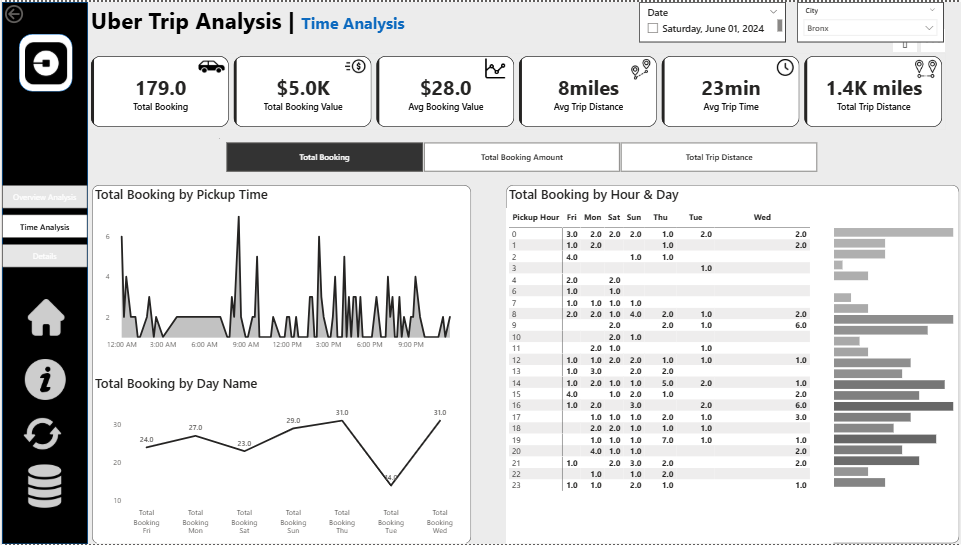 Uber Trip Analysis | Time Analysis
Date
Saturday, June 01, 2024
City
Bronx
179.0
Total Booking
$5.0K
Total Booking Value
$28.0
Avg Booking Value
8miles
Avg Trip Distance
23min
Avg Trip Time
1.4K miles
Total Trip Distance
Total Booking Total Booking Amount Total Trip Distance
Overview Analysis
Time Analysis
Details
Total Booking by Pickup Time
6
4
2
12:00 AM 3:00 AM 6:00 AM 9:00 AM 12:00 PM 3:00 PM 6:00 PM 9:00 PM
Total Booking by Day Name
30
20
10
24.0 27.0 23.0 29.0 31.0 14.0 31.0
Total Booking Fri
Total Booking Mon
Total Booking Sat
Total Booking Sun
Total Booking Thu
Total Booking Tue
Total Booking Wed
Total Booking by Hour & Day
Pickup Hour Fri Mon Sat Sun Thu Tue Wed
0 3.0 2.0 2.0 2.0 1.0 2.0 2.0
1 1.0 2.0 1.0 2.0
2 4.0 1.0 1.0
3 1.0
4 2.0 2.0
6 1.0 1.0
7 1.0 1.0 1.0 1.0
8 2.0 2.0 1.0 4.0 2.0 1.0 2.0
9 2.0 2.0 1.0 6.0
10 2.0 1.0
11 2.0 1.0 1.0
12 1.0 1.0 2.0 2.0 1.0 1.0 1.0
13 1.0 3.0 2.0 2.0
14 1.0 2.0 1.0 1.0 5.0 2.0 1.0
15 4.0 1.0 2.0 1.0 2.0
16 1.0 2.0 3.0 2.0 6.0
17 1.0 1.0 1.0 2.0 1.0 3.0
18 2.0 2.0 1.0 1.0 1.0
19 1.0 1.0 1.0 7.0 1.0 1.0
20 4.0 1.0 1.0 2.0
21 1.0 2.0 3.0 2.0 2.0
22 1.0 1.0 2.0
23 1.0 1.0 2.0 1.0 1.0